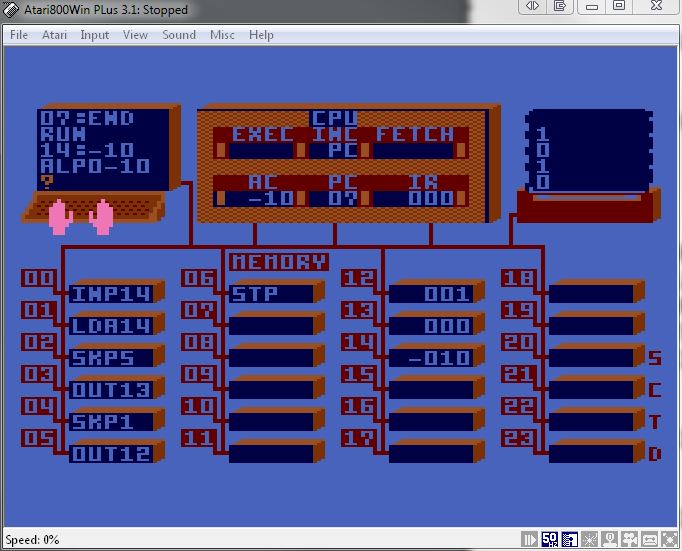 Atari800Win PLus 3.1: Stopped
File Atari Input View Sound Misc Help
07:END
RUN
14:-10
ALPO-10
?
CPU
EXEC INC FETCH
PC
AC PC IR
-10 07 000
1
0
1
0
MEMORY
00 INP14 06 STP 12 001 18
01 LDA14 07 13 000 19
02 SKP5 08 14 -010 20 S
03 OUT13 09 15 21 C
04 SKP1 10 16 22 T
05 OUT12 11 17 23 D
Speed: 0% 50